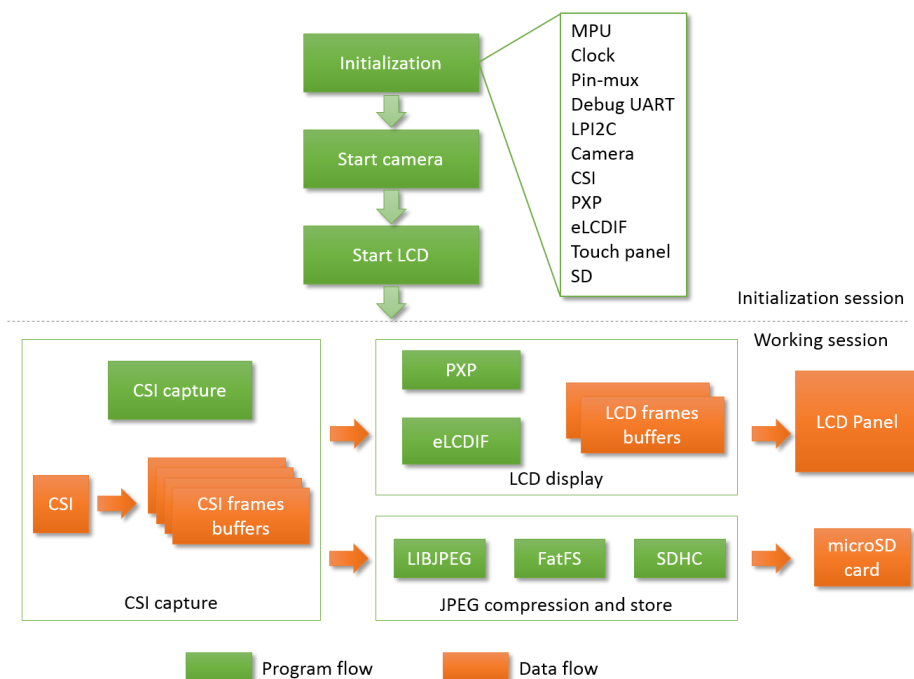 Initialization
MPU
Clock
Pin-mux
Debug UART
LPI2C
Camera
CSI
PXP
eLCDIF
Touch panel
SD
Start camera
Start LCD
Initialization session
Working session
CSI capture
CSI
CSI frames
buffers
CSI capture
PXP
eLCDIF
LCD frames
buffers
LCD display
LCD Panel
LIBJPEG
FatFS
SDHC
JPEG compression and store
microSD
card
Program flow
Data flow